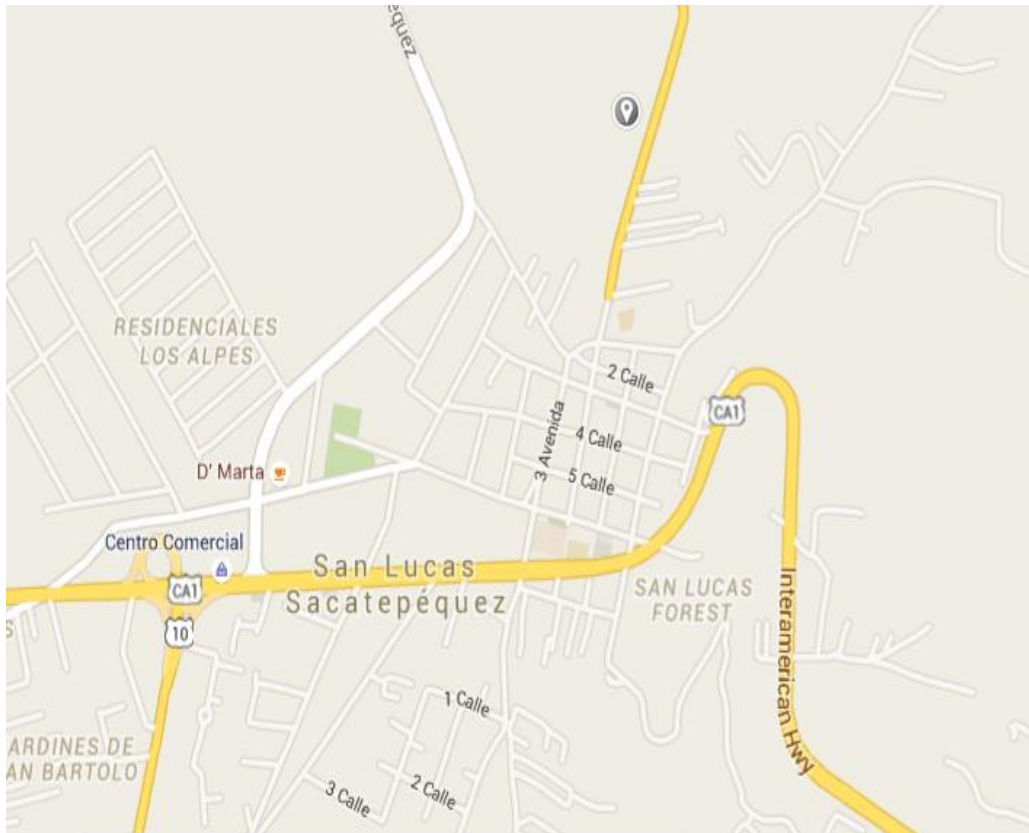 RESIDENCIALES
LOS ALPES
2 Calle
CA1
3 Avenida
4 Calle
D' Marta
5 Calle
Centro Comercial
San Lucas
Sacatepéquez
CA1
10
SAN LUCAS
FOREST
Interamerican Hwy
1 Calle
ARDINES DE
AN BARTOLO
2 Calle
3 Calle